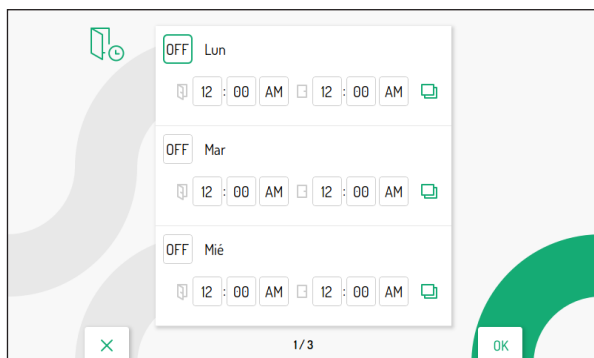 OFF Lun
12 : 00 AM 12 : 00 AM
OFF Mar
12 : 00 AM 12 : 00 AM
OFF Mié
12 : 00 AM 12 : 00 AM
1/3 OK